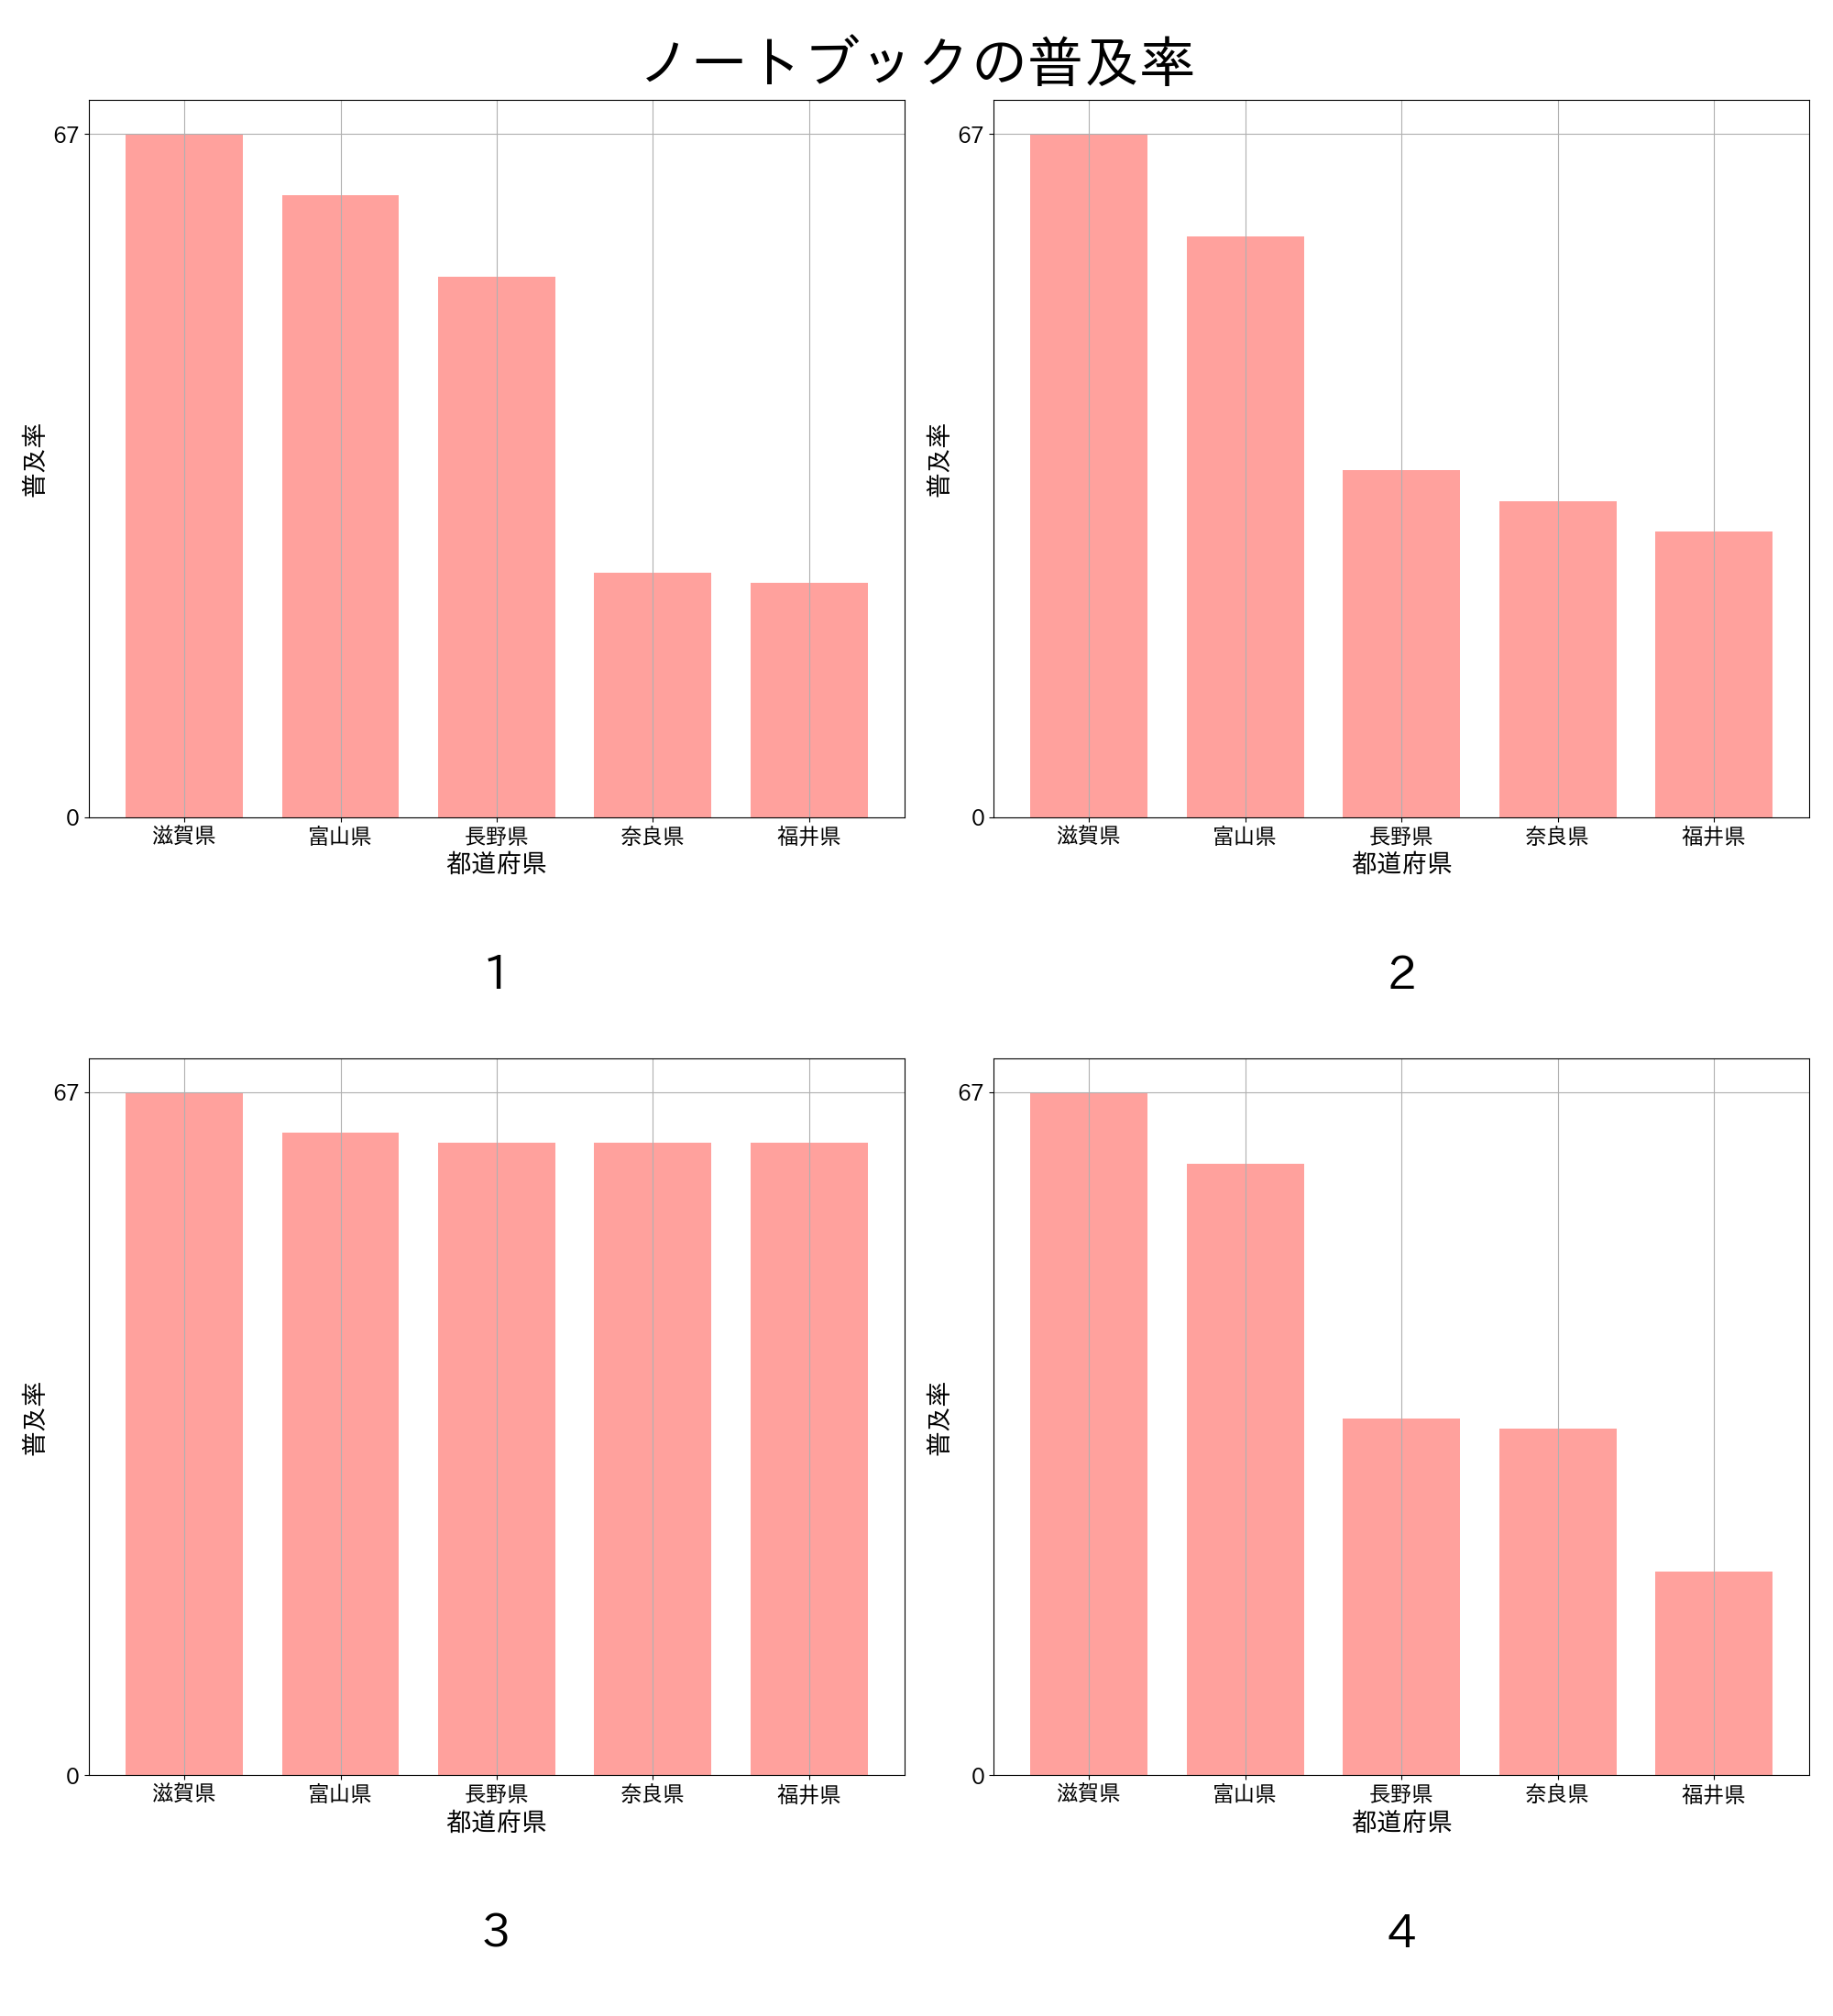 ノートブックの普及率
67
0
普及率
滋賀県 富山県 長野県 奈良県 福井県
都道府県
1
67
0
普及率
滋賀県 富山県 長野県 奈良県 福井県
都道府県
2
67
0
普及率
滋賀県 富山県 長野県 奈良県 福井県
都道府県
3
67
0
普及率
滋賀県 富山県 長野県 奈良県 福井県
都道府県
4